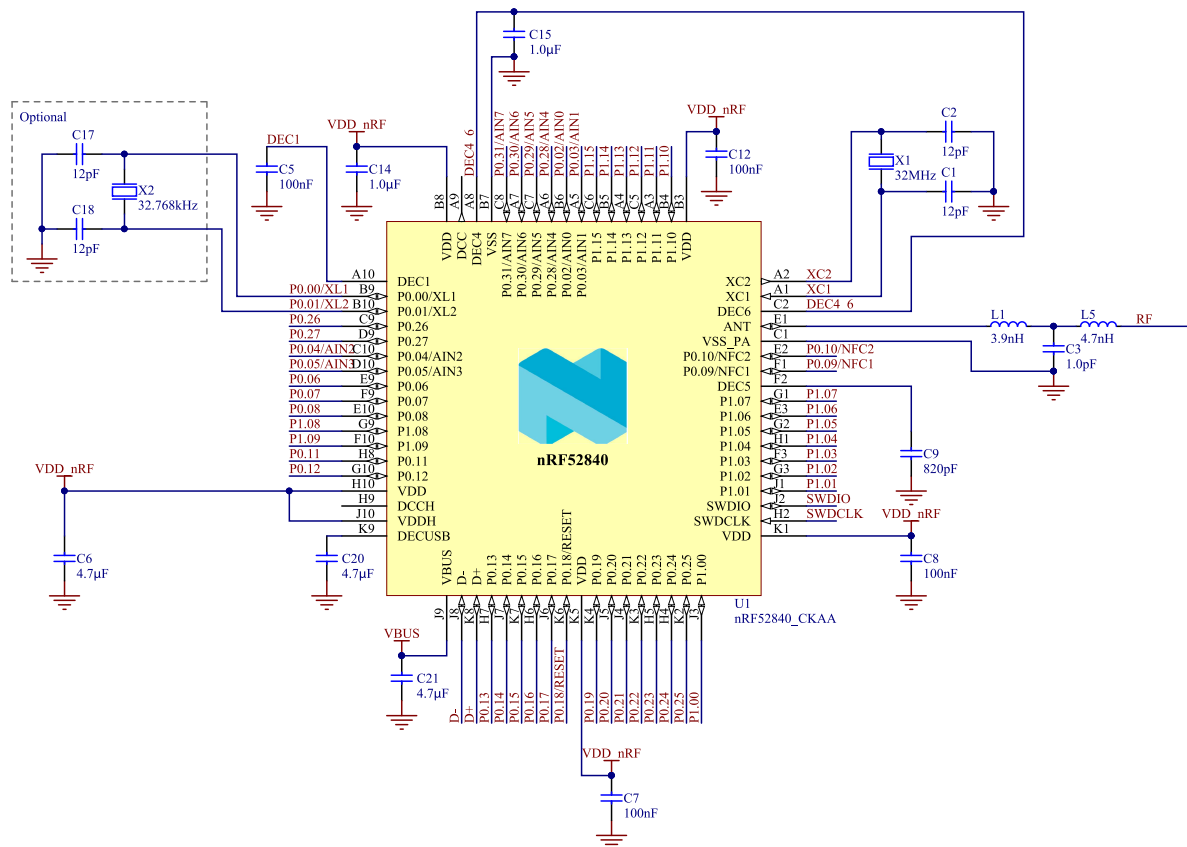 C15
1.0µF
Optional
C17
12pF
X2
32.768kHz
C18
12pF
DEC1
C5
100nF
VDD_nRF
C14
1.0µF
DEC4_6
P0.31/AIN7
P0.30/AIN6
P0.29/AIN5
P0.28/AIN4
P0.02/AIN0
P0.03/AIN1
P1.15
P1.14
P1.13
P1.12
P1.11
P1.10
VDD_nRF
C12
100nF
C2
12pF
X1
32MHz
C1
12pF
B8
A9
A8
B7
C8
A7
C7
A6
B6
A5
C6
B5
A4
C5
A3
B4
B3
VDD
DCC
DEC4
VSS
P0.31/AIN7
P0.30/AIN6
P0.29/AIN5
P0.28/AIN4
P0.02/AIN0
P0.03/AIN1
P1.15
P1.14
P1.13
P1.12
P1.11
P1.10
VDD
A10 DEC1
P0.00/XL1 B9 P0.00/XL1
P0.01/XL2 B10 P0.01/XL2
P0.26 C9 P0.26
P0.27 D9 P0.27
P0.04/AIN2 C10 P0.04/AIN2
P0.05/AIN3 D10 P0.05/AIN3
P0.06 E9 P0.06
P0.07 F9 P0.07
P0.08 E10 P0.08
P1.08 G9 P1.08
P1.09 F10 P1.09
P0.11 H8 P0.11
P0.12 G10 P0.12
H10 VDD
H9 DCCH
J10 VDDH
K9 DECUSB
XC2 A2 XC2
XC1 A1 XC1
DEC6 C2 DEC4_6
ANT E1
VSS_PA C1
P0.10/NFC2 E2 P0.10/NFC2
P0.09/NFC1 F1 P0.09/NFC1
DEC5 F2
P1.07 G1 P1.07
P1.06 E3 P1.06
P1.05 G2 P1.05
P1.04 H1 P1.04
P1.03 F3 P1.03
P1.02 G3 P1.02
P1.01 J1 P1.01
SWDIO J2 SWDIO
SWDCLK H2 SWDCLK
VDD K1
L1
3.9nH
L5
4.7nH
RF
C3
1.0pF
C9
820pF
VDD_nRF
C8
100nF
nRF52840
VDD_nRF
C6
4.7µF
C20
4.7µF
VBUS
D-
D+
P0.13
P0.14
P0.15
P0.16
P0.17
P0.18/RESET
VDD
P0.19
P0.20
P0.21
P0.22
P0.23
P0.24
P0.25
P1.00
U1
nRF52840_CKAA
J9
J8
K8
H7
J7
K7
H6
J6
K6
K5
K4
J5
J4
K3
H5
H4
K2
J3
VBUS
C21
4.7µF
D-
D+
P0.13
P0.14
P0.15
P0.16
P0.17
P0.18/RESET
P0.19
P0.20
P0.21
P0.22
P0.23
P0.24
P0.25
P1.00
VDD_nRF
C7
100nF